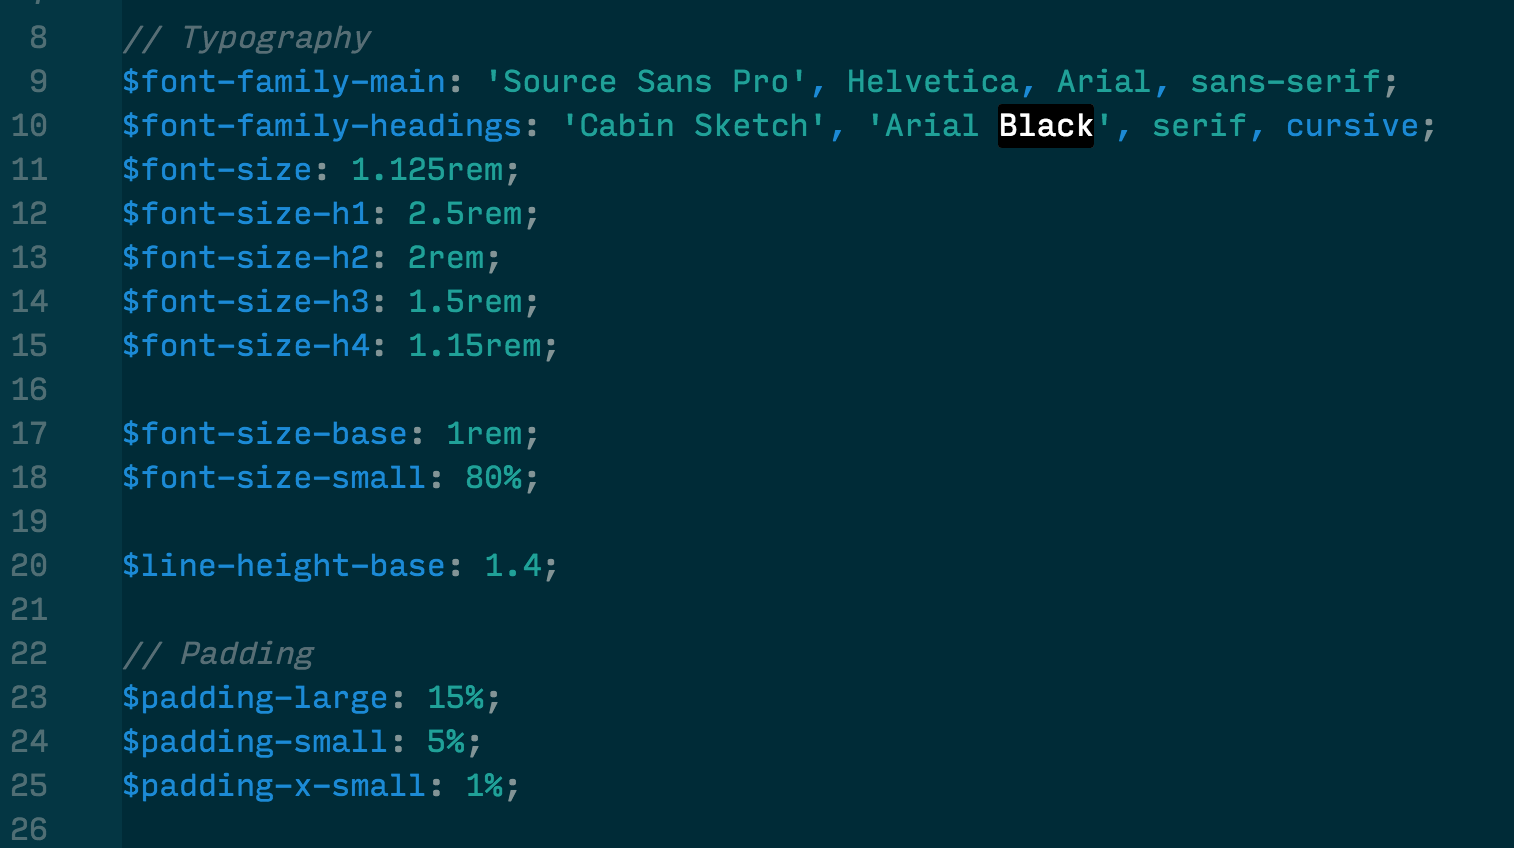 8 // Typography
9 $font-family-main: 'Source Sans Pro', Helvetica, Arial, sans-serif;
10 $font-family-headings: 'Cabin Sketch', 'Arial Black', serif, cursive;
11 $font-size: 1.125rem;
12 $font-size-h1: 2.5rem;
13 $font-size-h2: 2rem;
14 $font-size-h3: 1.5rem;
15 $font-size-h4: 1.15rem;
16
17 $font-size-base: 1rem;
18 $font-size-small: 80%;
19
20 $line-height-base: 1.4;
21
22 // Padding
23 $padding-large: 15%;
24 $padding-small: 5%;
25 $padding-x-small: 1%;
26